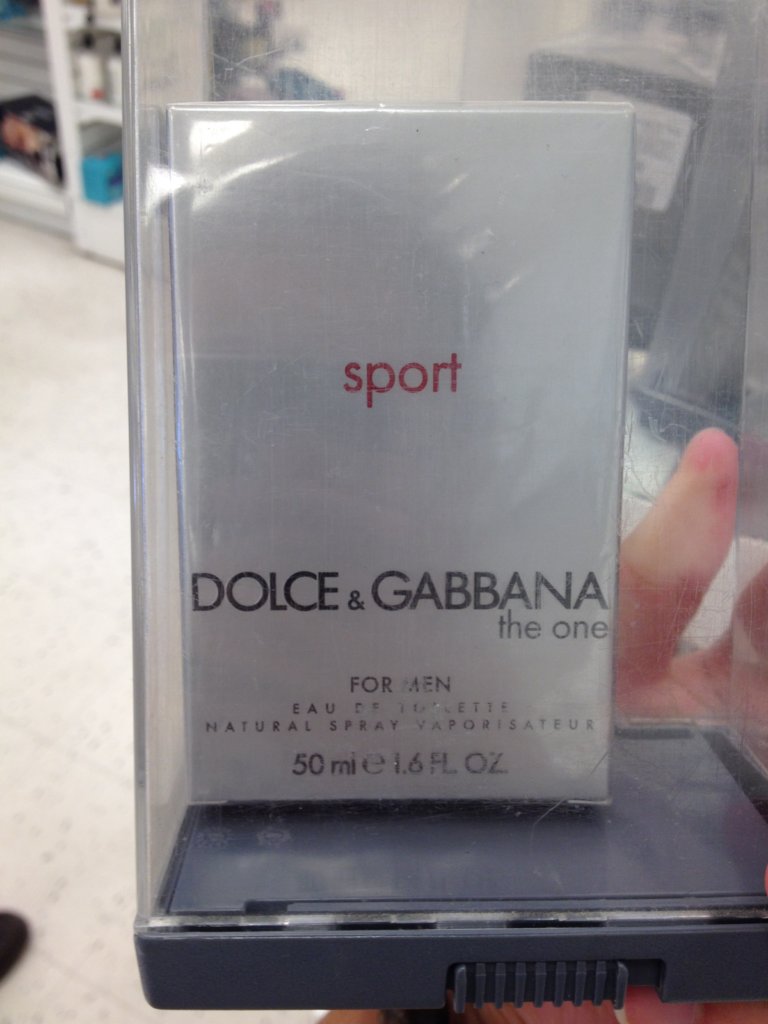 sport
DOLCE & GABBANA
the one
FOR MEN
EAU DE TOILETTE
NATURAL SPRAY VAPORISATEUR
50 ml e 1.6 FL. OZ.